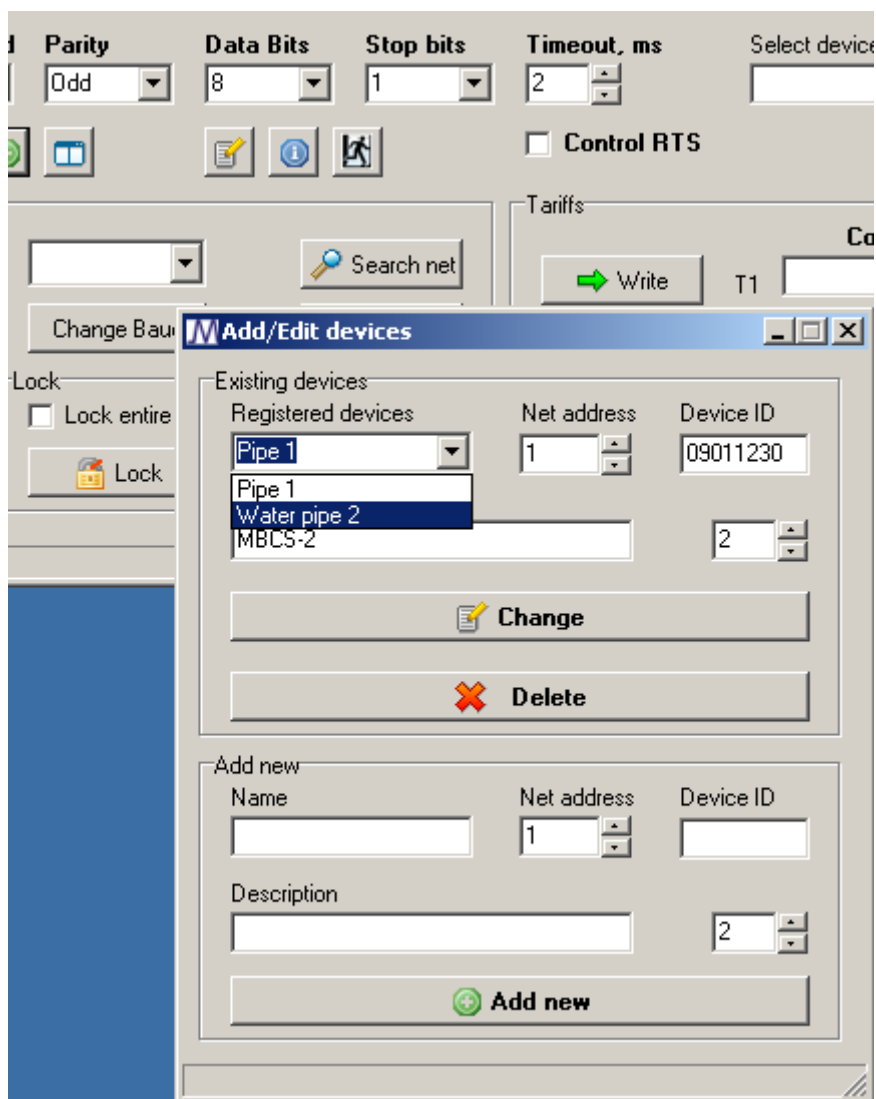 d Parity Data Bits Stop bits Timeout, ms Select device
Odd 8 1 2
Control RTS
Tariffs
Co
Search net
Write T1
Change Bau
Lock
Lock entire
Lock
Add/Edit devices
Existing devices
Registered devices Net address Device ID
Pipe 1 1 09011230
Pipe 1
Water pipe 2
MBCS-2 2
Change
Delete
Add new
Name Net address Device ID
1
Description
2
Add new